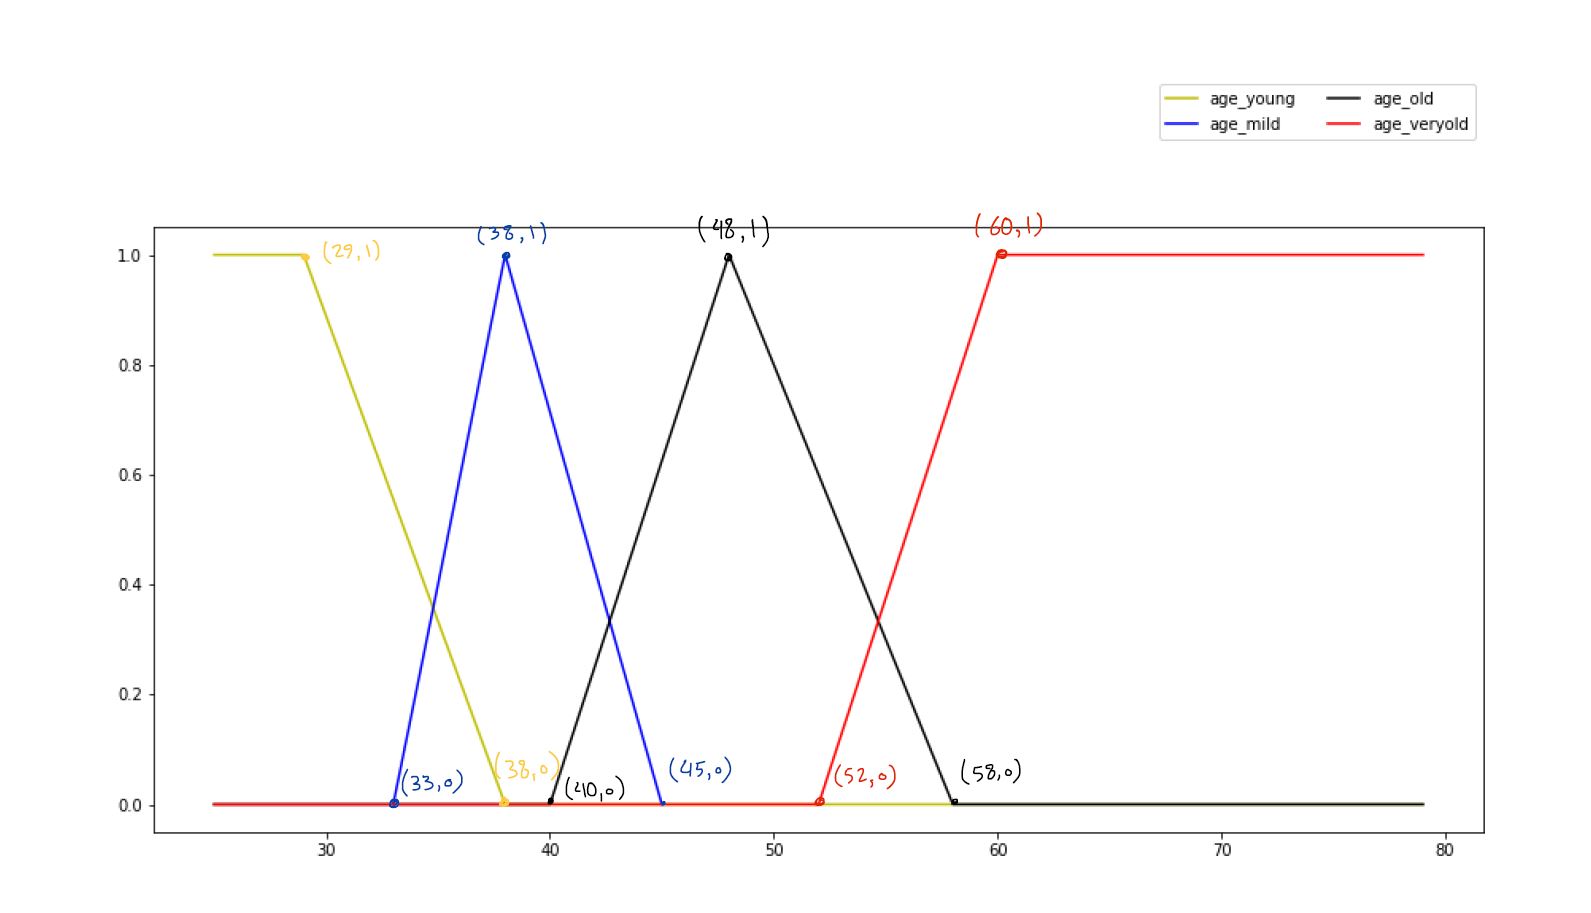 age_young age_old
age_mild age_veryold
(38,1) (48,1) (60,1)
1.0 (29,1)
0.8
0.6
0.4
0.2
(33,0) (38,0) (40,0) (45,0) (52,0) (58,0)
0.0
30 40 50 60 70 80